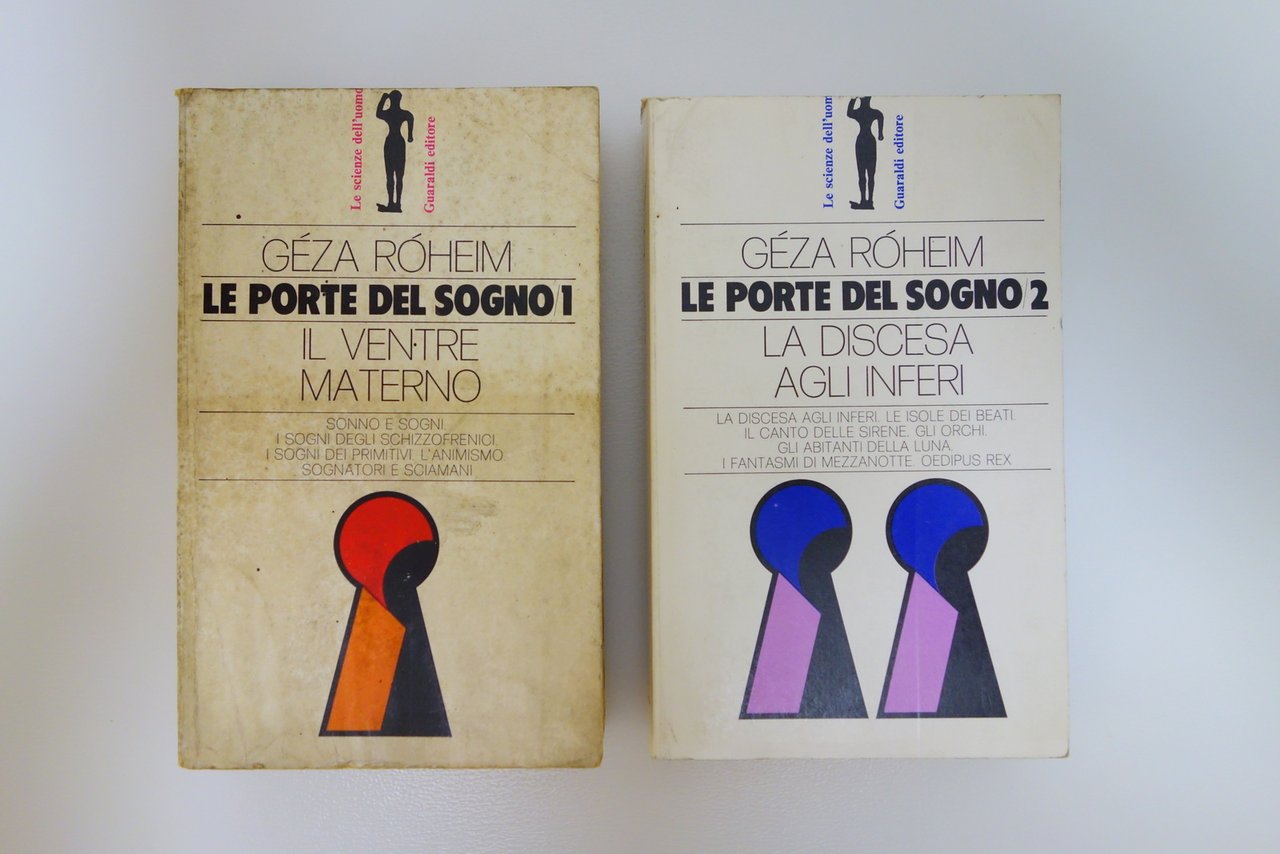 Le scienze dell'uomo
Guaraldi editore
GÉZA RÓHEIM
LE PORTE DEL SOGNO/1
IL VENTRE
MATERNO
SONNO E SOGNI.
I SOGNI DEGLI SCHIZZOFRENICI.
I SOGNI DEI PRIMITIVI. L'ANIMISMO.
SOGNATORI E SCIAMANI
Le scienze dell'uom
Guaraldi editore
GÉZA RÓHEIM
LE PORTE DEL SOGNO/2
LA DISCESA
AGLI INFERI
LA DISCESA AGLI INFERI. LE ISOLE DEI BEATI.
IL CANTO DELLE SIRENE. GLI ORCHI.
GLI ABITANTI DELLA LUNA.
I FANTASMI DI MEZZANOTTE. OEDIPUS REX